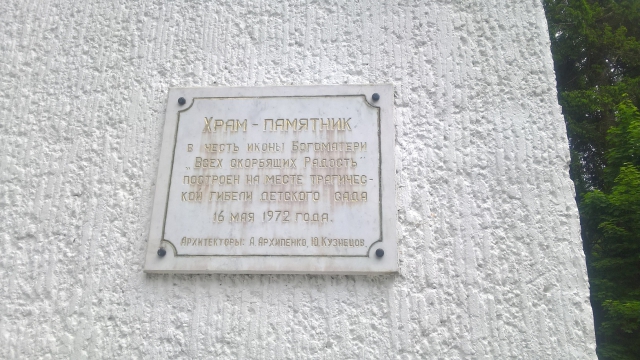 Храм - памятник
в честь иконы Богоматери
„Всех скорбящих Радость"
построен на месте трагичес-
кой гибели детского сада
16 мая 1972 года.
Архитекторы: А. Архипенко, Ю. Кузнецов.